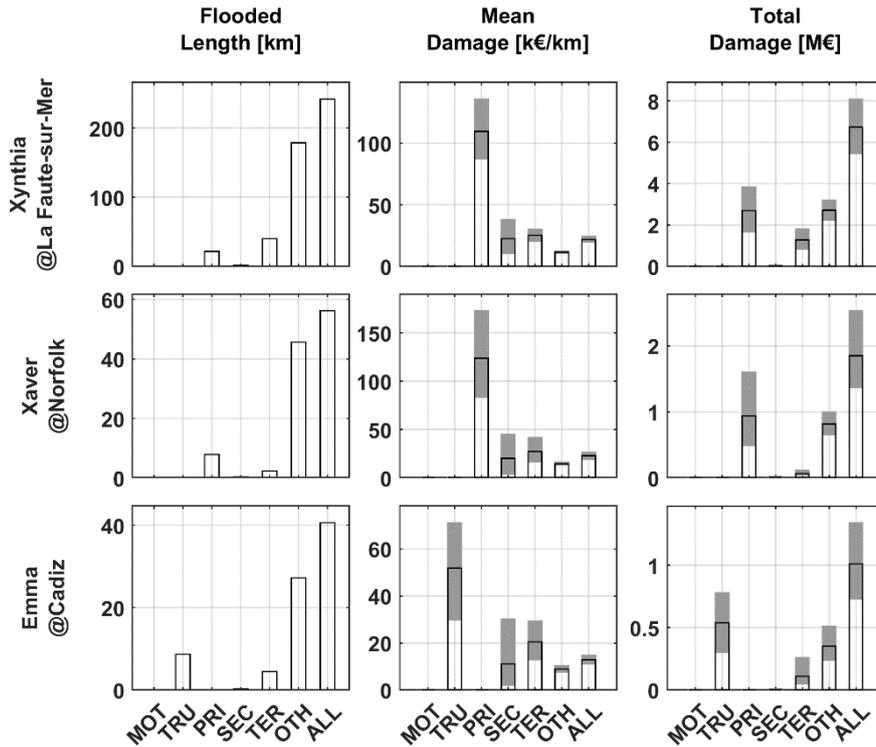 Flooded
Length [km]
Mean
Damage [k€/km]
Total
Damage [M€]
Xynthia
@La Faute-sur-Mer
200
100
0
100
50
0
8
6
4
2
0
Xaver
@Norfolk
60
40
20
0
150
100
50
0
2
1
0
Emma
@Cadiz
40
20
0
60
40
20
0
1
0.5
0
MOT
TRU
PRI
SEC
TER
OTH
ALL
MOT
TRU
PRI
SEC
TER
OTH
ALL
MOT
TRU
PRI
SEC
TER
OTH
ALL